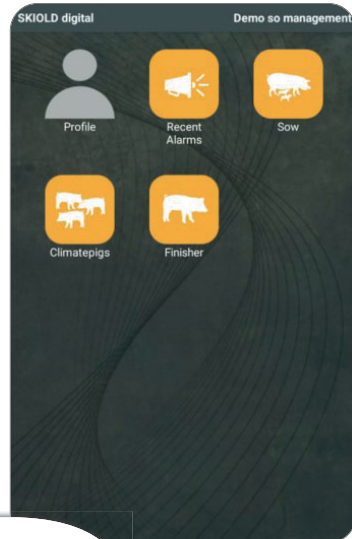 SKIOLD digital
Demo so management
Profile
Recent
Alarms
Sow
Climatepigs
Finisher